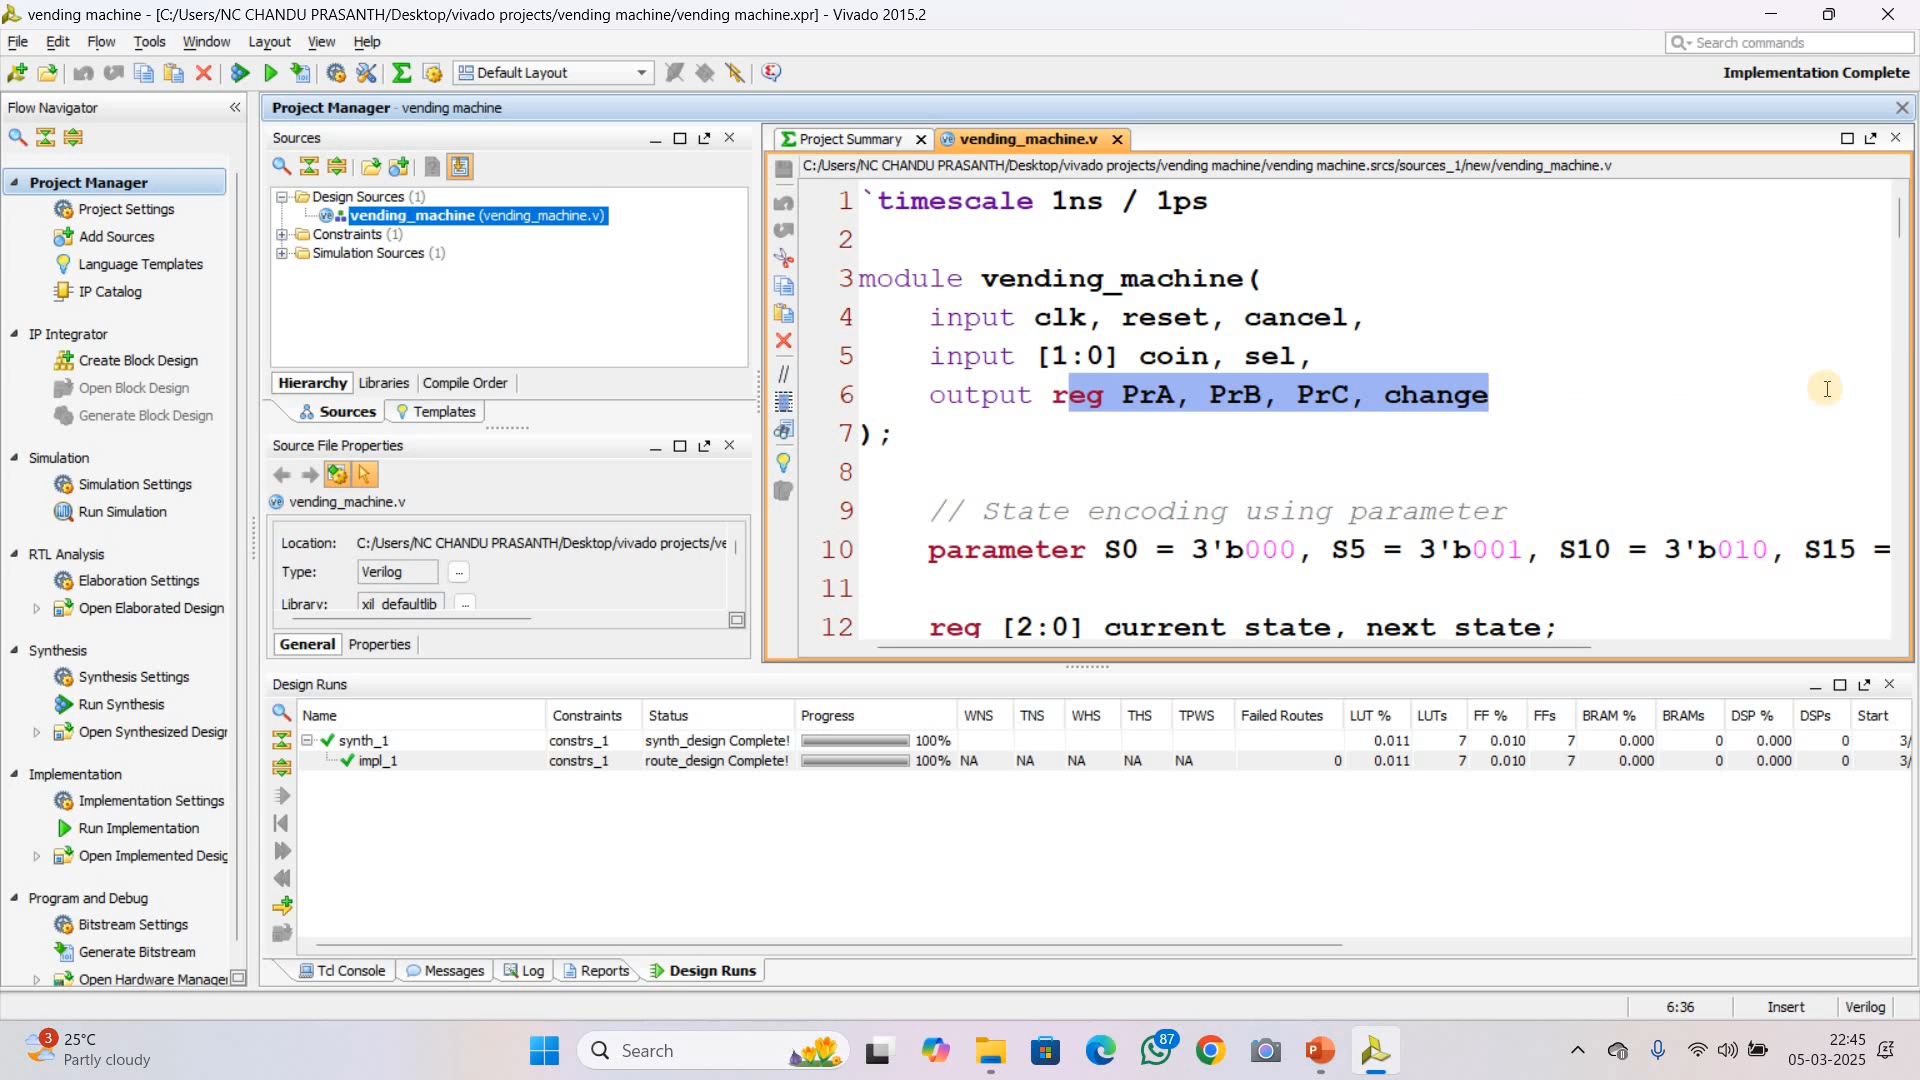 vending machine - [C:/Users/NC CHANDU PRASANTH/Desktop/vivado projects/vending machine/vending machine.xpr] - Vivado 2015.2
File Edit Flow Tools Window Layout View Help
Search commands
Default Layout
Implementation Complete
Flow Navigator
Project Manager
Project Settings
Add Sources
Language Templates
IP Catalog
IP Integrator
Create Block Design
Open Block Design
Generate Block Design
Simulation
Simulation Settings
Run Simulation
RTL Analysis
Elaboration Settings
Open Elaborated Design
Synthesis
Synthesis Settings
Run Synthesis
Open Synthesized Desigr
Implementation
Implementation Settings
Run Implementation
Open Implemented Desig
Program and Debug
Bitstream Settings
Generate Bitstream
Open Hardware Manager
Project Manager - vending machine
Sources
Design Sources (1)
vending_machine (vending_machine.v)
Constraints (1)
Simulation Sources (1)
Hierarchy Libraries Compile Order
Sources Templates
Source File Properties
vending_machine.v
Location: C:/Users/NC CHANDU PRASANTH/Desktop/vivado projects/ve
Type: Verilog ...
Library: xil_defaultlib ...
General Properties
Project Summary vending_machine.v
C:/Users/NC CHANDU PRASANTH/Desktop/vivado projects/vending machine/vending machine.srcs/sources_1/new/vending_machine.v
1 `timescale 1ns / 1ps
2
3 module vending_machine(
4 input clk, reset, cancel,
5 input [1:0] coin, sel,
6 output reg PrA, PrB, PrC, change
7 );
8
9 // State encoding using parameter
10 parameter S0 = 3'b000, S5 = 3'b001, S10 = 3'b010, S15 =
11
12 reg [2:0] current_state, next_state;
Design Runs
Name Constraints Status Progress WNS TNS WHS THS TPWS Failed Routes LUT % LUTs FF % FFs BRAM % BRAMs DSP % DSPs Start
synth_1 constrs_1 synth_design Complete! 100% 0.011 7 0.010 7 0.000 0 0.000 0 3/
impl_1 constrs_1 route_design Complete! 100% NA NA NA NA NA 0 0.011 7 0.010 7 0.000 0 0.000 0 3/
Tcl Console Messages Log Reports Design Runs
6:36 Insert Verilog
3 25°C
Partly cloudy
Search
87
22:45
05-03-2025